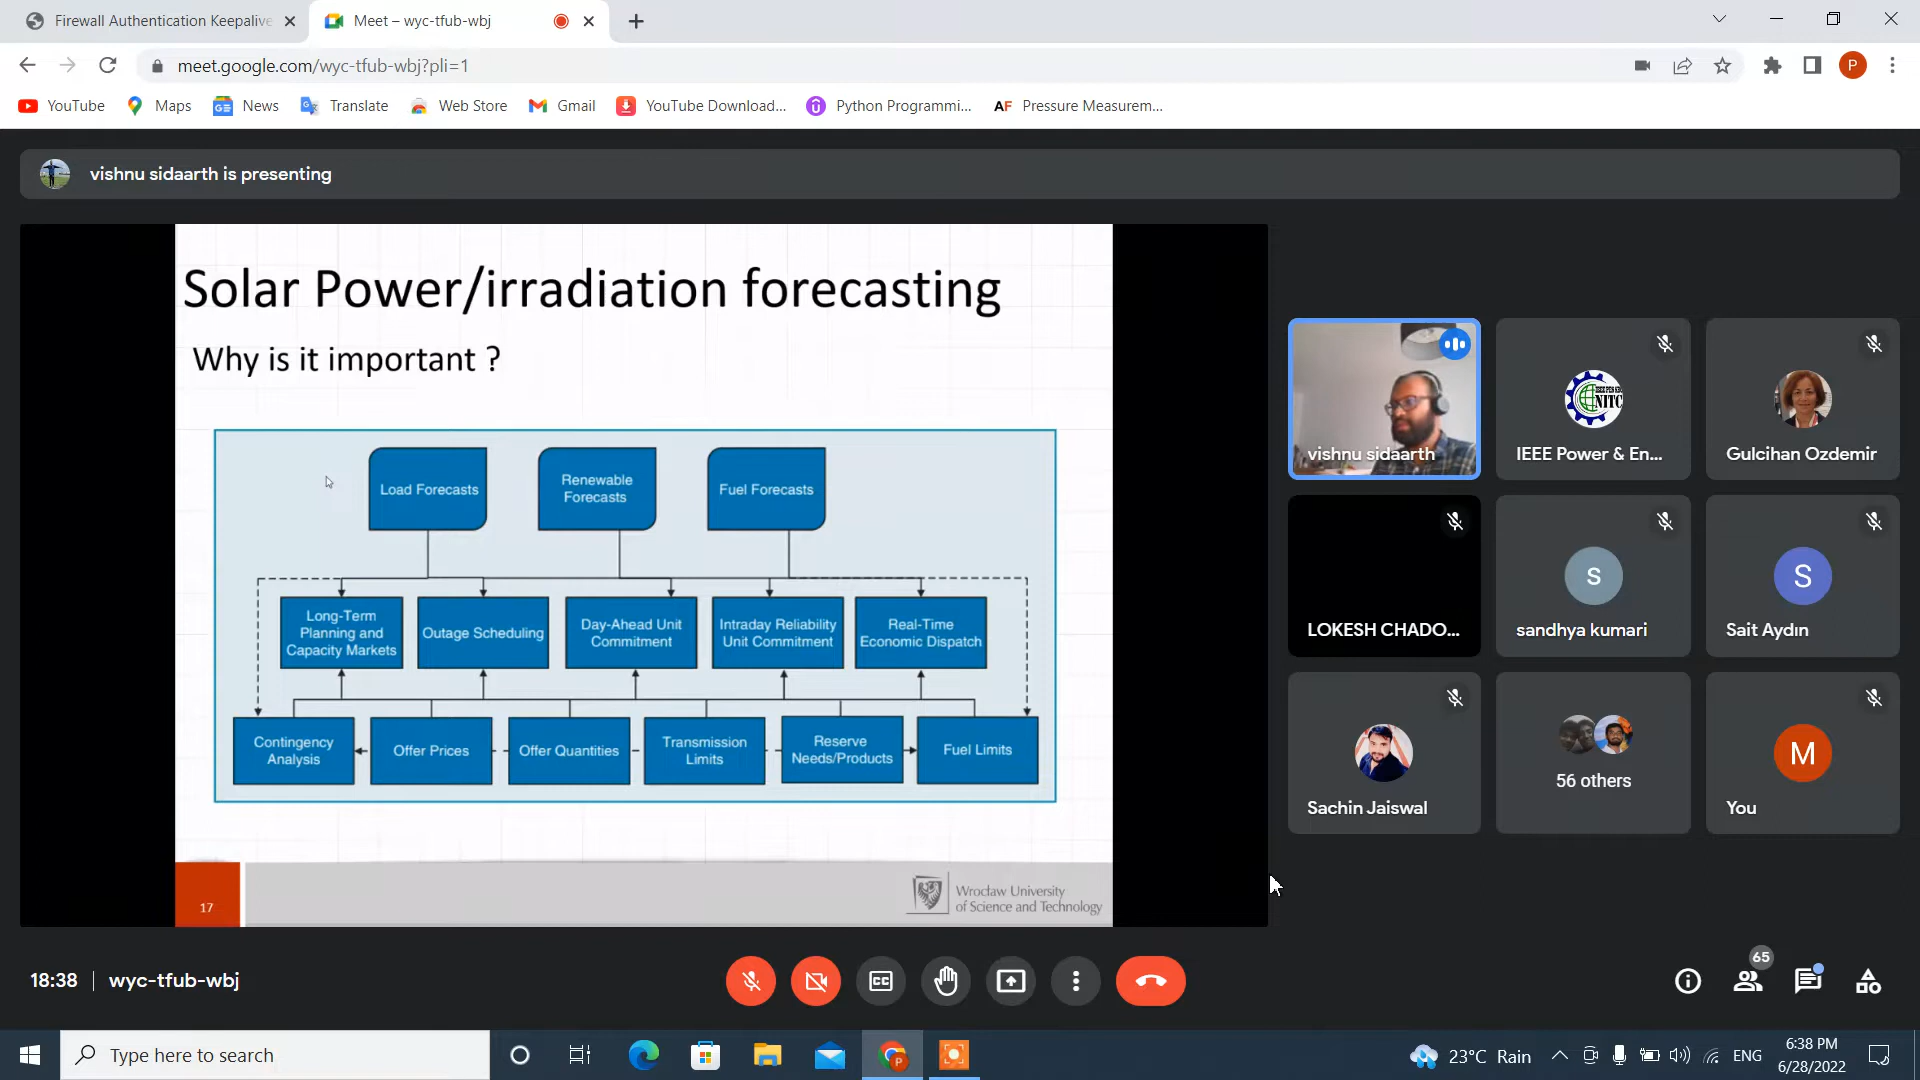 Firewall Authentication Keepalive
Meet – wyc-tfub-wbj
meet.google.com/wyc-tfub-wbj?pli=1
P
YouTube
Maps
News
Translate
Web Store
Gmail
YouTube Download...
Python Programmi...
AF Pressure Measurem...
vishnu sidaarth is presenting
Solar Power/irradiation forecasting
Why is it important ?
Load Forecasts
Renewable
Forecasts
Fuel Forecasts
Long-Term
Planning and
Capacity Markets
Outage Scheduling
Day-Ahead Unit
Commitment
Intraday Reliability
Unit Commitment
Real-Time
Economic Dispatch
Contingency
Analysis
Offer Prices
Offer Quantities
Transmission
Limits
Reserve
Needs/Products
Fuel Limits
17
Wrocław University
of Science and Technology
vishnu sidaarth
NITC
IEEE Power & En...
Gulcihan Ozdemir
LOKESH CHADO...
s
sandhya kumari
S
Sait Aydın
Sachin Jaiswal
56 others
M
You
18:38
wyc-tfub-wbj
CC
65
Type here to search
P
23°C Rain
ENG
6:38 PM
6/28/2022